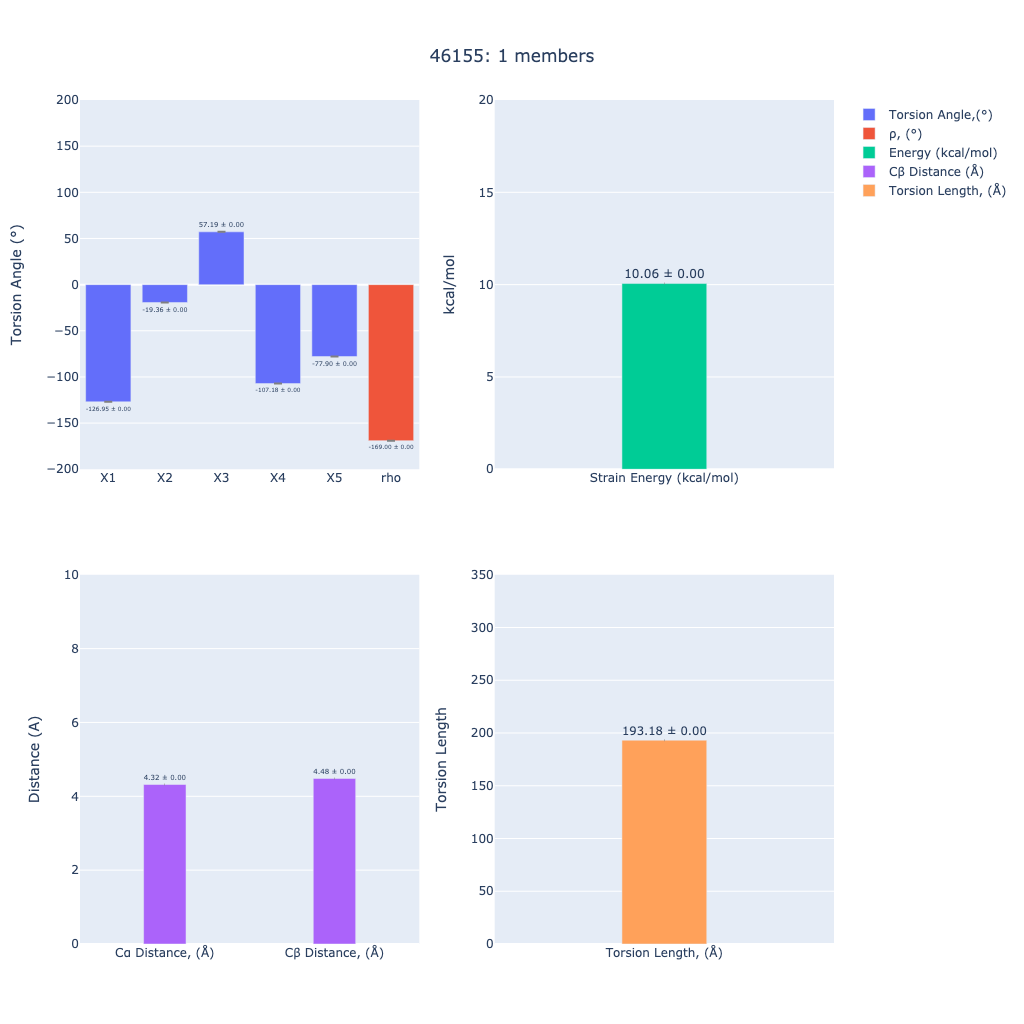 46155: 1 members
Torsion Angle (°)
200
150
100
50
0
−50
−100
−150
−200
-126.95 ± 0.00
-19.36 ± 0.00
57.19 ± 0.00
-107.18 ± 0.00
-77.90 ± 0.00
-169.00 ± 0.00
X1 X2 X3 X4 X5 rho
kcal/mol
20
15
10
5
0
10.06 ± 0.00
Strain Energy (kcal/mol)
Torsion Angle,(°)
ρ, (°)
Energy (kcal/mol)
Cβ Distance (Å)
Torsion Length, (Å)
Distance (A)
10
8
6
4
2
0
4.32 ± 0.00
4.48 ± 0.00
Cα Distance, (Å) Cβ Distance, (Å)
Torsion Length
350
300
250
200
150
100
50
0
193.18 ± 0.00
Torsion Length, (Å)